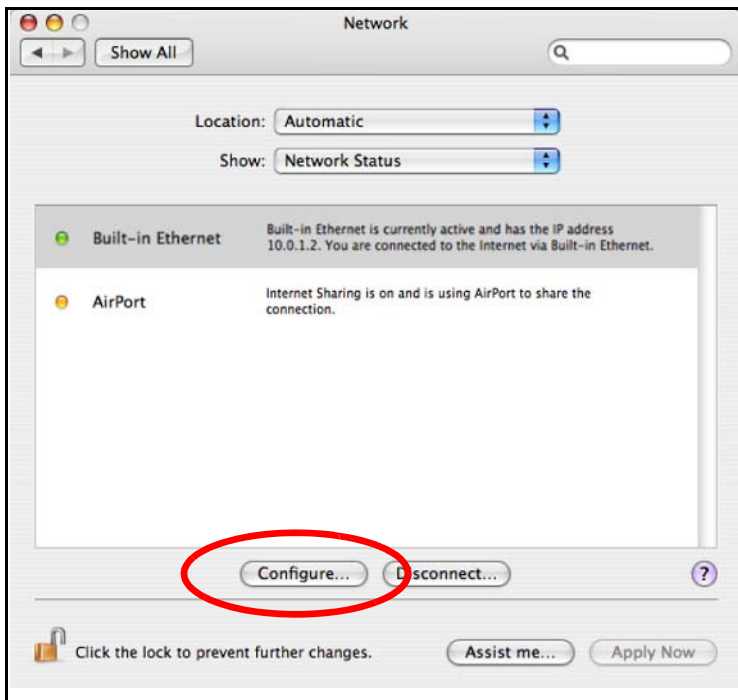 Network
Show All
Location: Automatic
Show: Network Status
Built-in Ethernet
Built-in Ethernet is currently active and has the IP address
10.0.1.2. You are connected to the Internet via Built-in Ethernet.
AirPort
Internet Sharing is on and is using AirPort to share the
connection.
Configure... Disconnect... ?
Click the lock to prevent further changes. Assist me... Apply Now